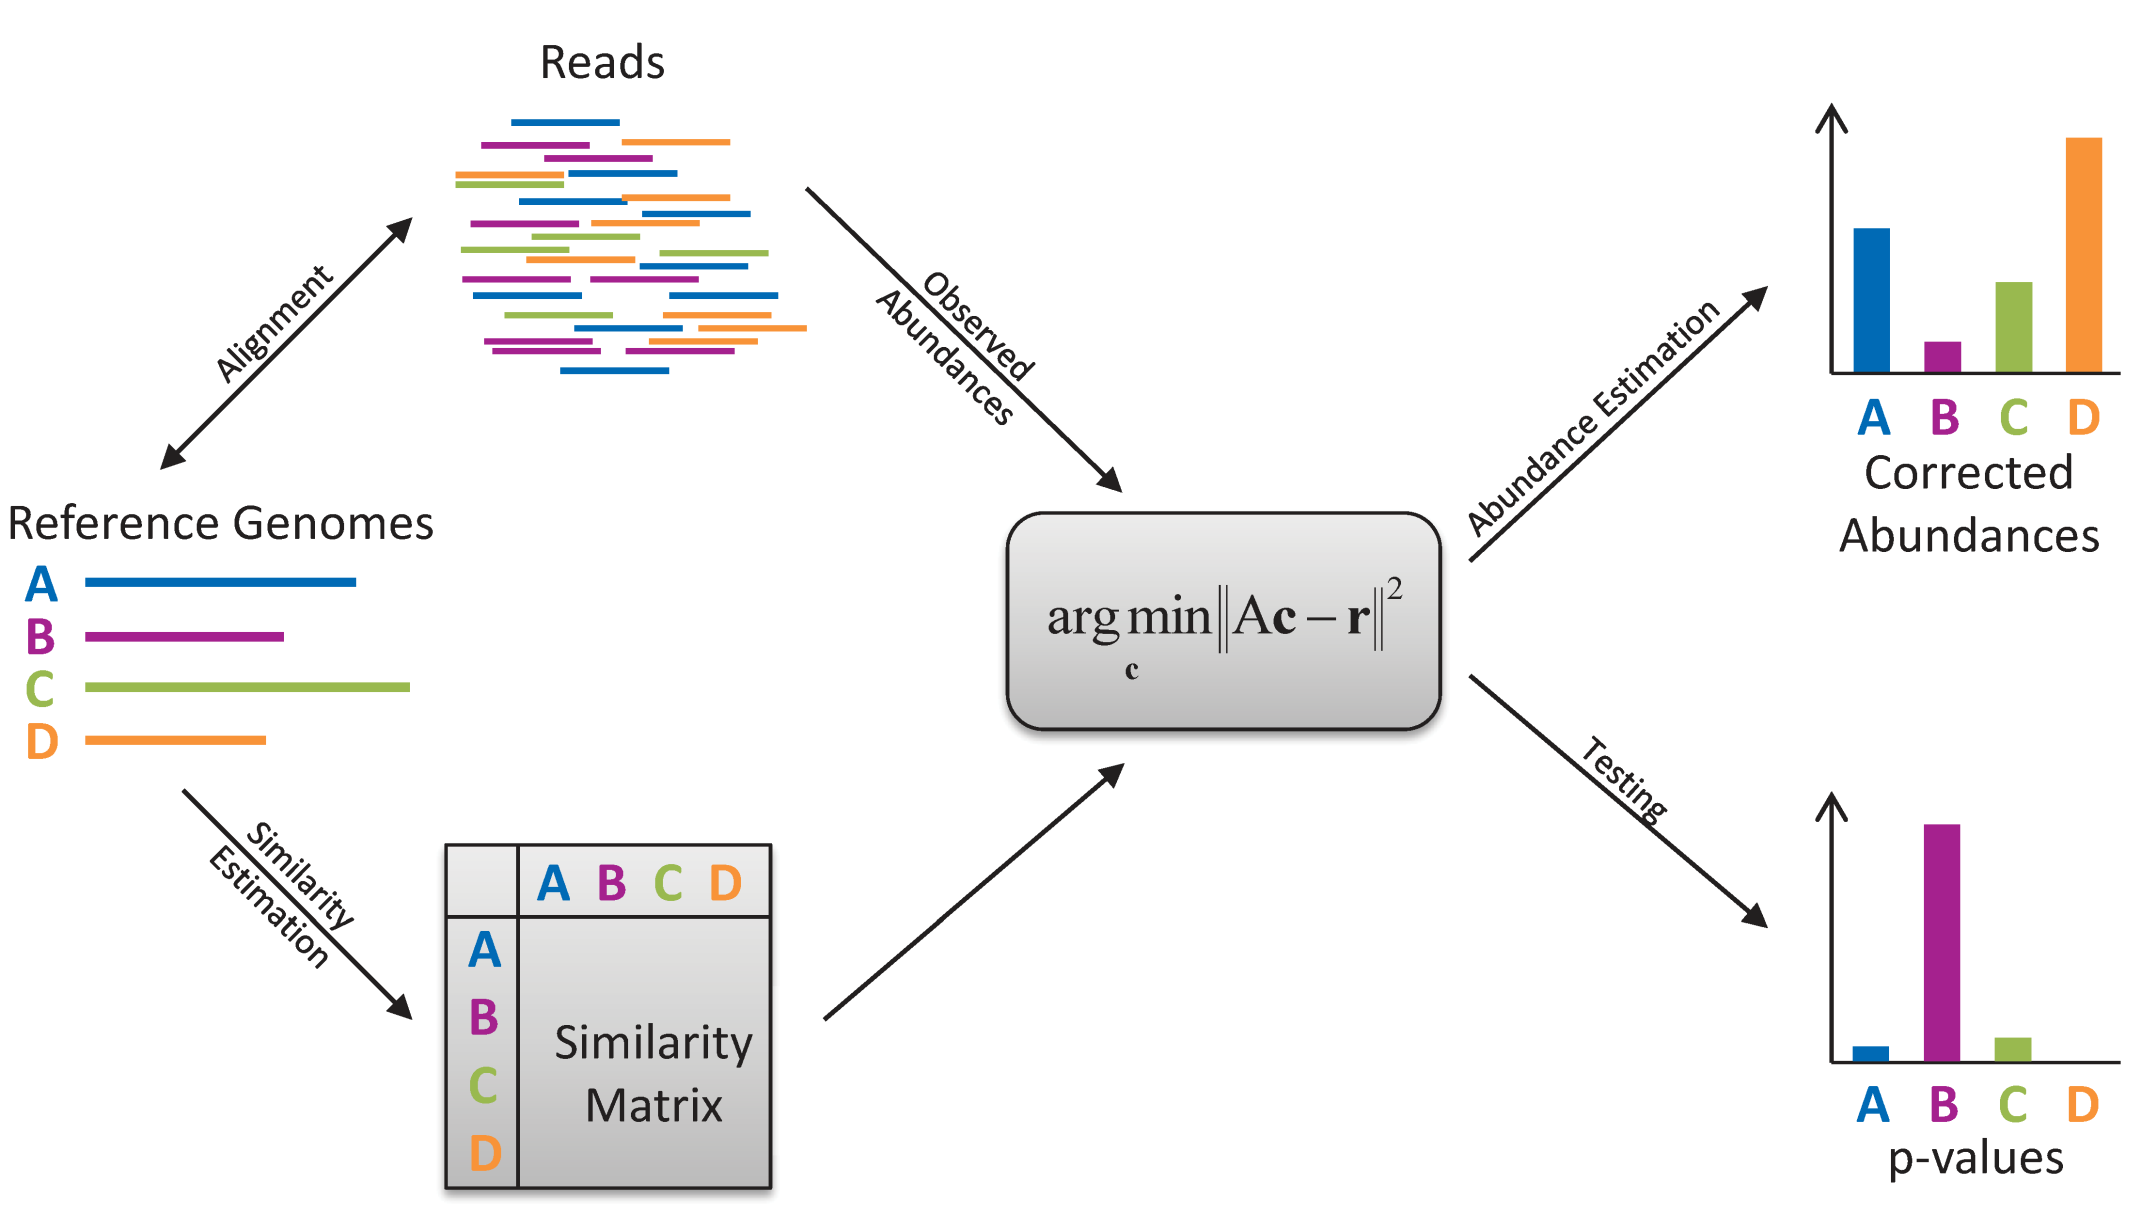 Reads
Alignment
Observed
Abundances
Reference Genomes
A
B
C
D
Similarity
Estimation
A B C D
A
B
C
D
Similarity
Matrix
arg min‖Ac − r‖²
c
Abundance Estimation
A B C D
Corrected
Abundances
Testing
A B C D
p-values